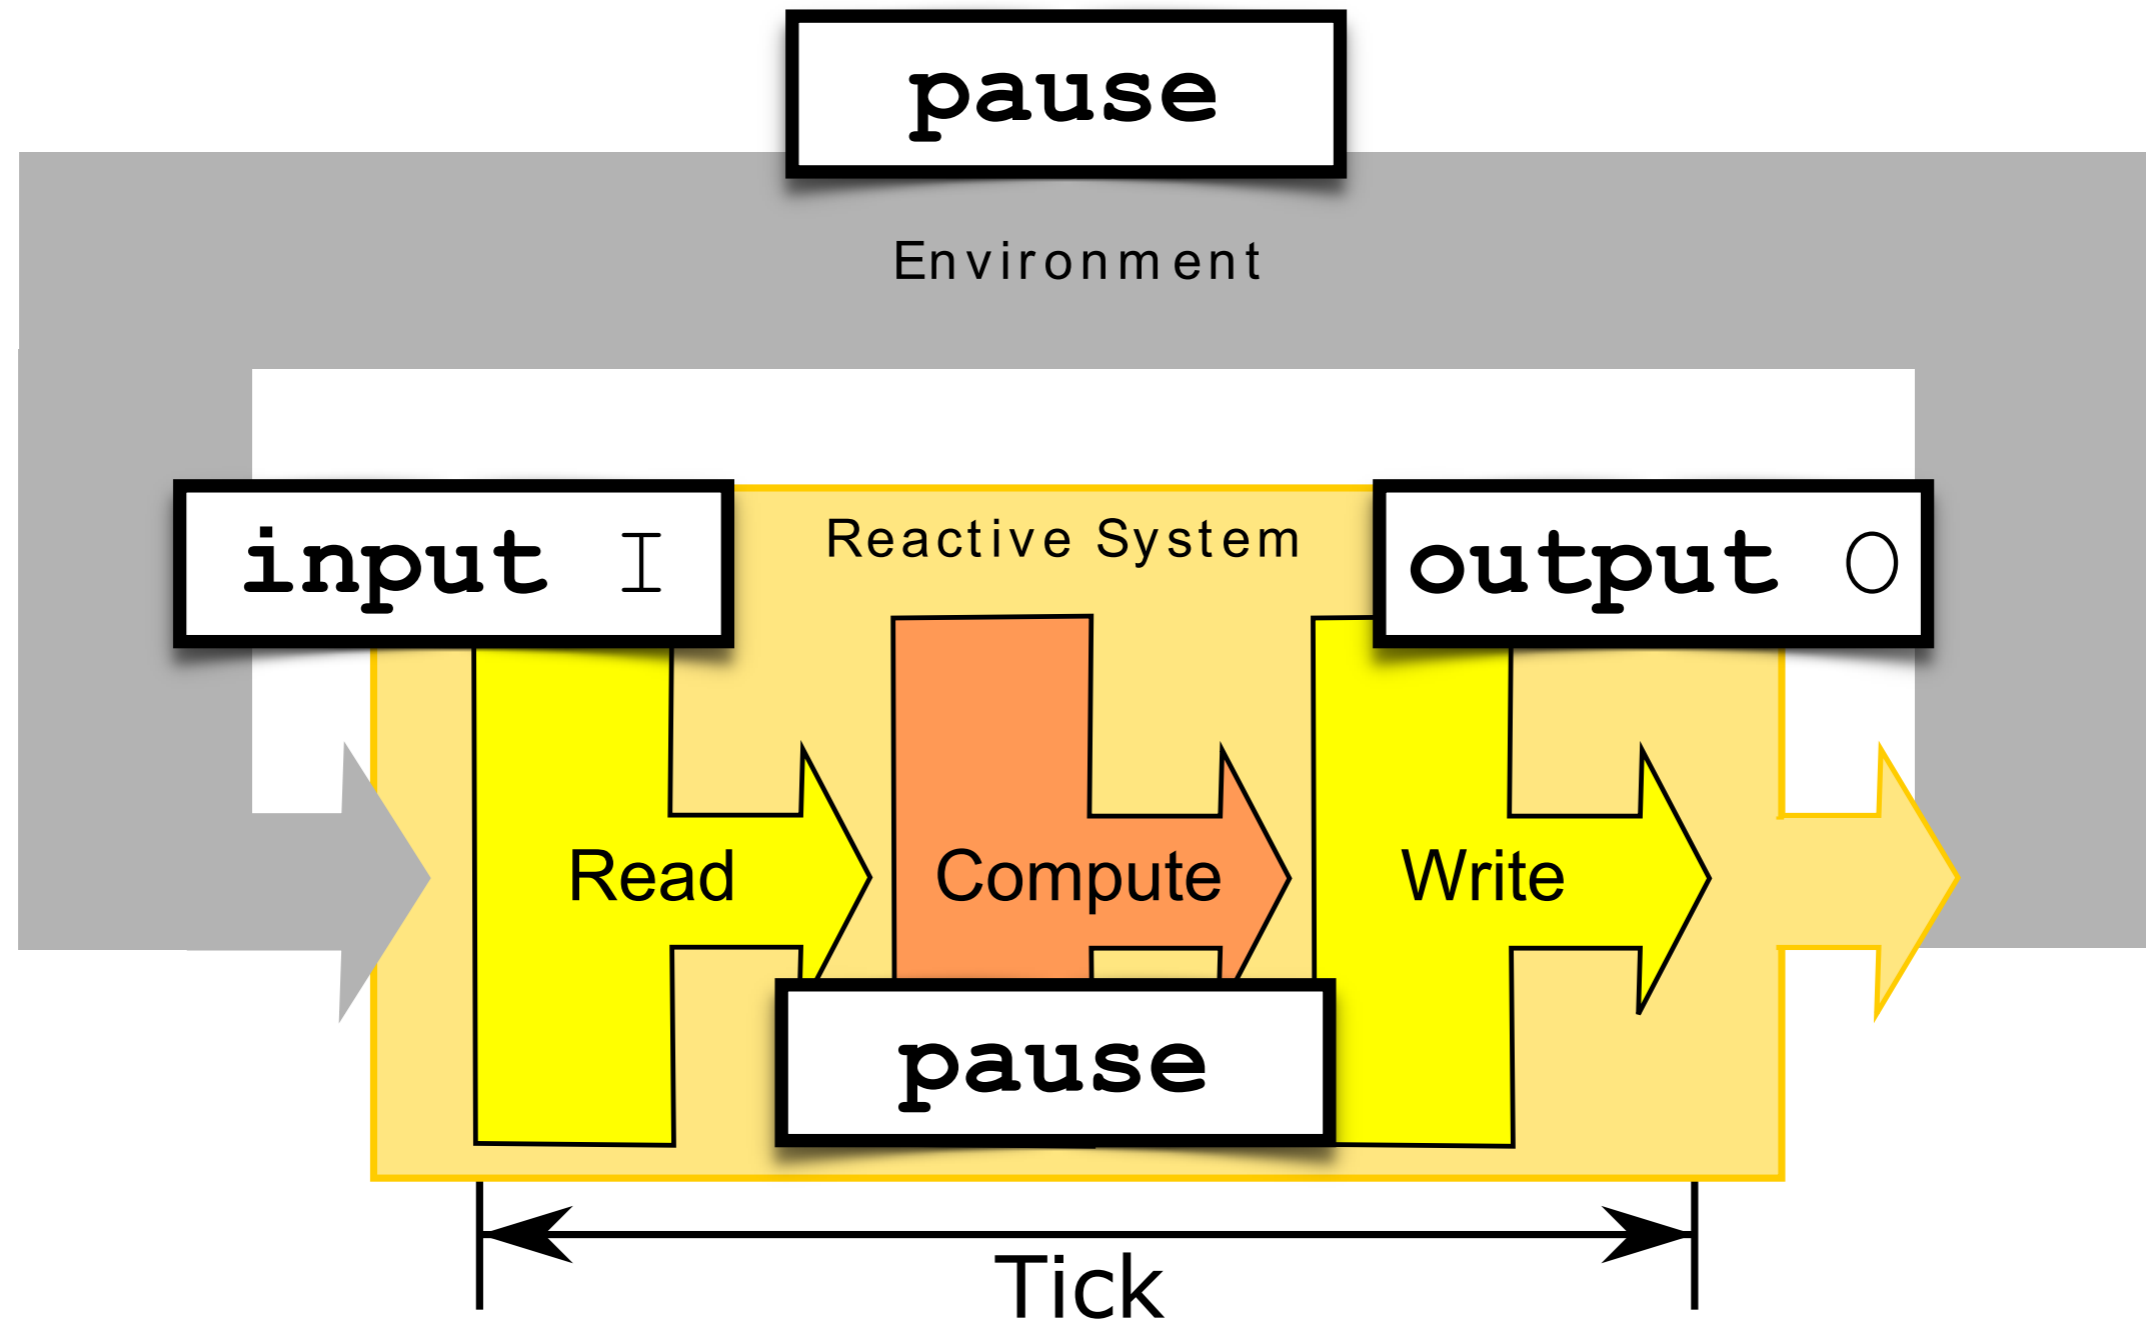 pause
Environment
input I
Reactive System
output O
Read
Compute
Write
pause
Tick